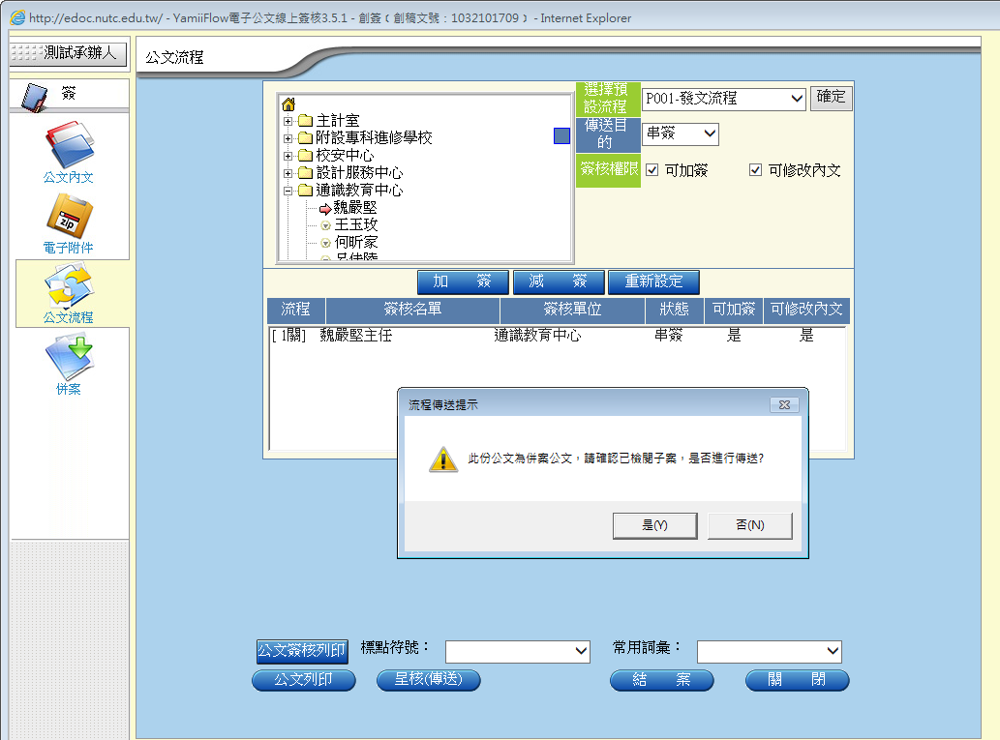 http://edoc.nutc.edu.tw/ - YamiiFlow電子公文線上簽核3.5.1 - 創簽﹝創稿文號：1032101709﹞ - Internet Explorer
測試承辦人
公文流程
簽
公文內文
電子附件
zip
公文流程
併案
主計室
附設專科進修學校
校安中心
設計服務中心
通識教育中心
魏嚴堅
王玉玫
何昕家
選擇預設流程
P001-發文流程
確定
傳送目的
串簽
簽核權限
可加簽
可修改內文
加 簽
減 簽
重新設定
流程 簽核名單 簽核單位 狀態 可加簽 可修改內文
[ 1關] 魏嚴堅主任 通識教育中心 串簽 是 是
流程傳送提示
此份公文為併案公文，請確認已檢閱子案，是否進行傳送?
是(Y)
否(N)
公文簽核列印
標點符號：
常用詞彙：
公文列印
呈核(傳送)
結 案
關 閉